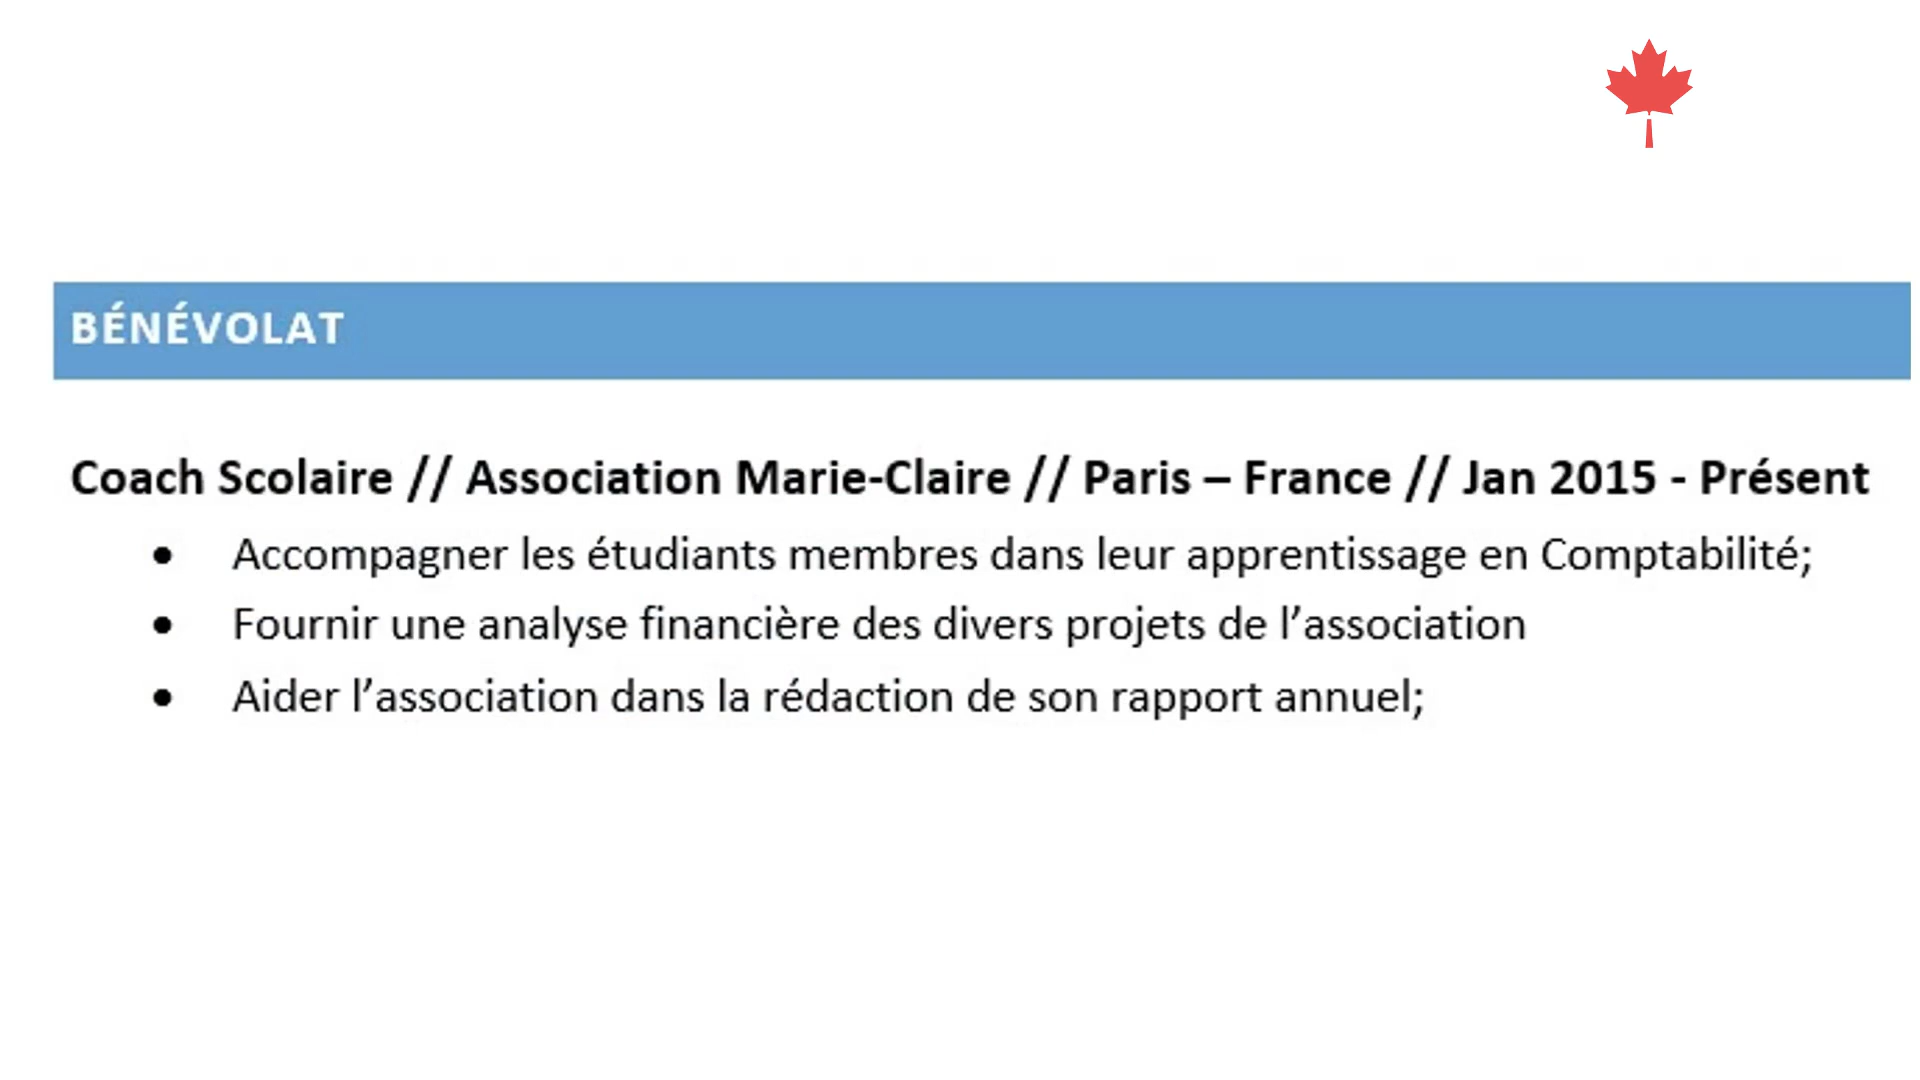 BÉNÉVOLAT
Coach Scolaire // Association Marie-Claire // Paris – France // Jan 2015 - Présent
• Accompagner les étudiants membres dans leur apprentissage en Comptabilité;
• Fournir une analyse financière des divers projets de l’association
• Aider l’association dans la rédaction de son rapport annuel;